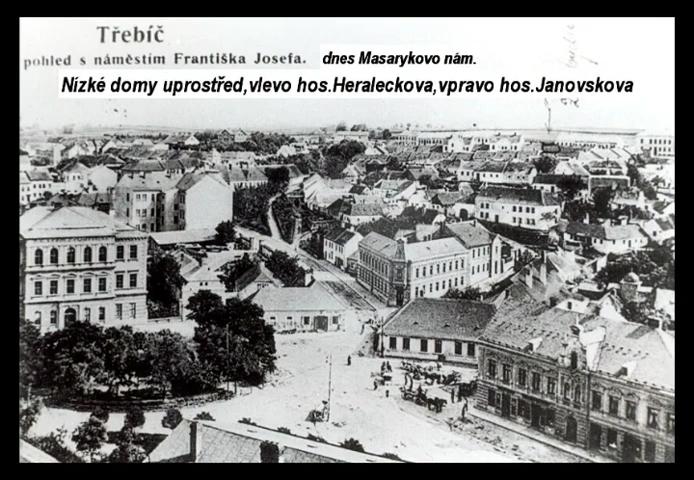 Třebíč
pohled s náměstím Františka Josefa. dnes Masarykovo nám.
Nízké domy uprostřed,vlevo hos.Heraleckova,vpravo hos.Janovskova